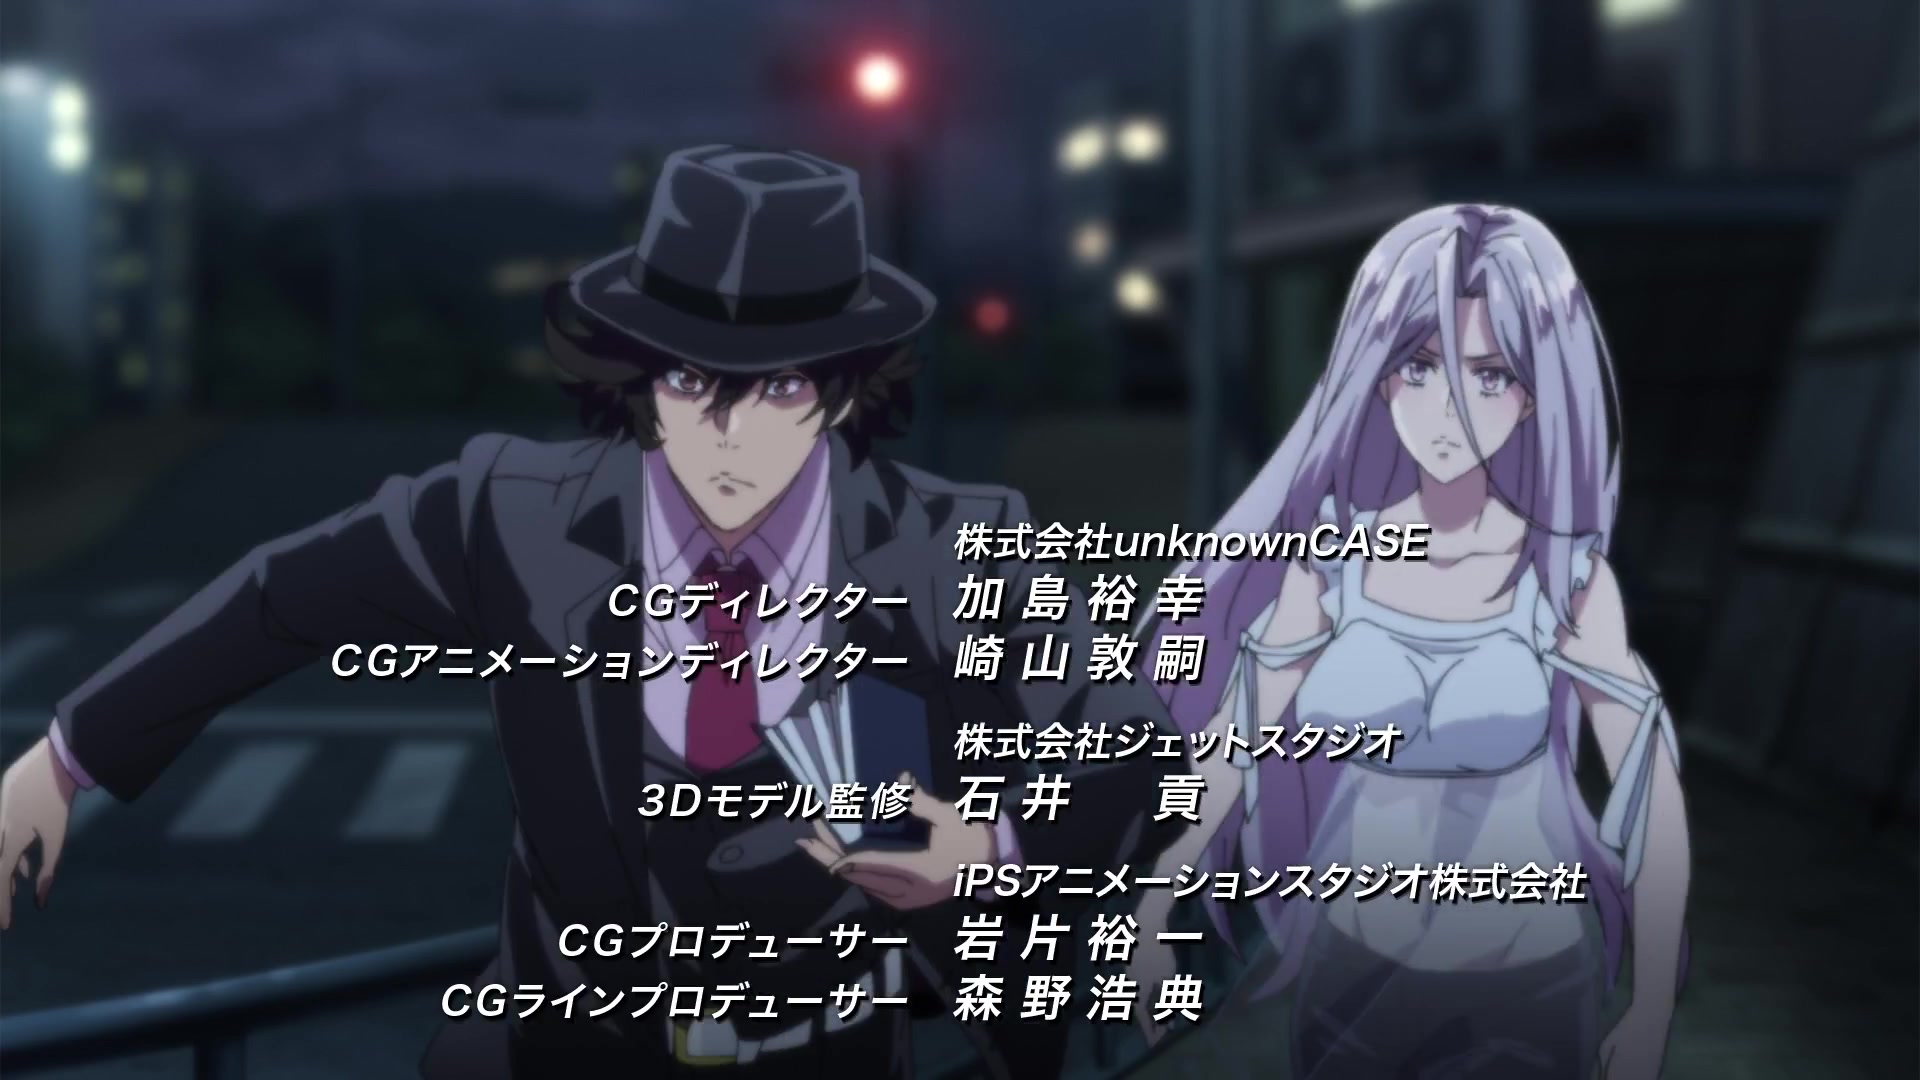 株式会社unknownCASE
CGディレクター 加島裕幸
CGアニメーションディレクター 崎山敦嗣
株式会社ジェットスタジオ
3Dモデル監修 石井 貢
iPSアニメーションスタジオ株式会社
CGプロデューサー 岩片裕一
CGラインプロデューサー 森野浩典